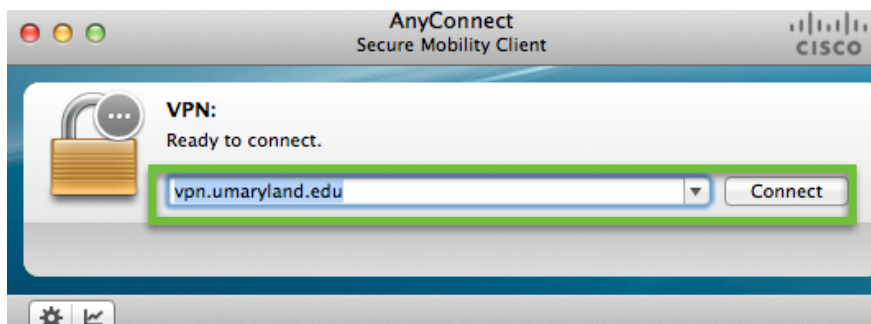 AnyConnect
Secure Mobility Client
CISCO
VPN:
Ready to connect.
vpn.umaryland.edu
Connect